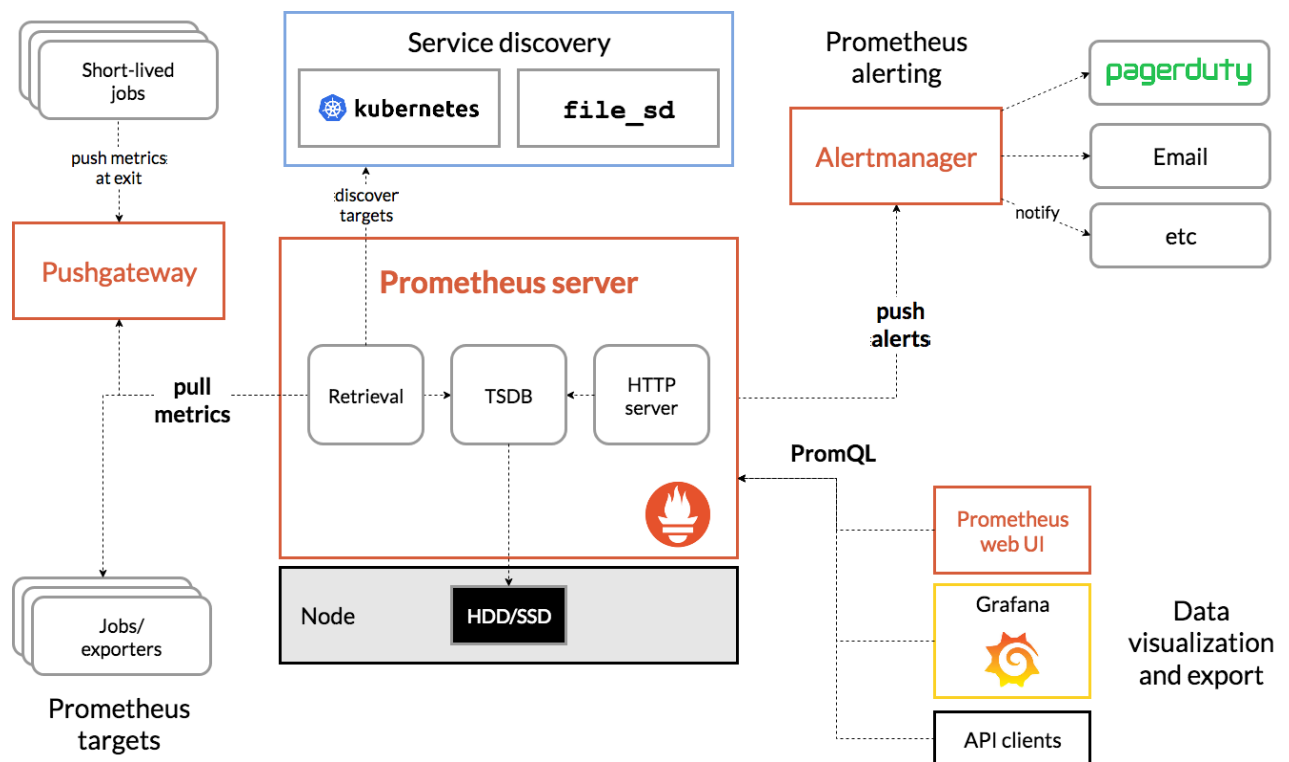 Short-lived
jobs
push metrics
at exit
Pushgateway
pull
metrics
Jobs/
exporters
Prometheus
targets
Service discovery
kubernetes
file_sd
discover
targets
Prometheus server
Retrieval
TSDB
HTTP
server
Node
HDD/SSD
Prometheus
alerting
Alertmanager
pagerduty
Email
notify
etc
push
alerts
PromQL
Prometheus
web UI
Grafana
API clients
Data
visualization
and export